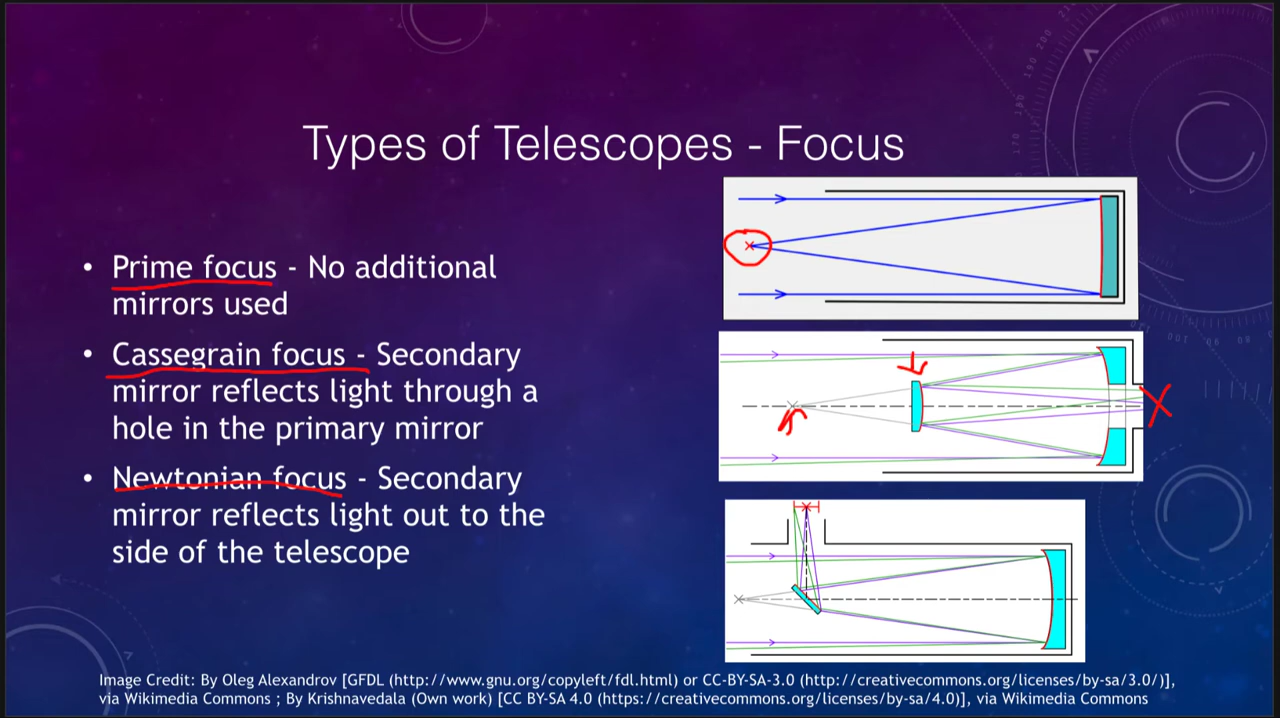 Types of Telescopes - Focus
• Prime focus - No additional
mirrors used
• Cassegrain focus - Secondary
mirror reflects light through a
hole in the primary mirror
• Newtonian focus - Secondary
mirror reflects light out to the
side of the telescope
Image Credit: By Oleg Alexandrov [GFDL (http://www.gnu.org/copyleft/fdl.html) or CC-BY-SA-3.0 (http://creativecommons.org/licenses/by-sa/3.0/)],
via Wikimedia Commons ; By Krishnavedala (Own work) [CC BY-SA 4.0 (https://creativecommons.org/licenses/by-sa/4.0)], via Wikimedia Commons